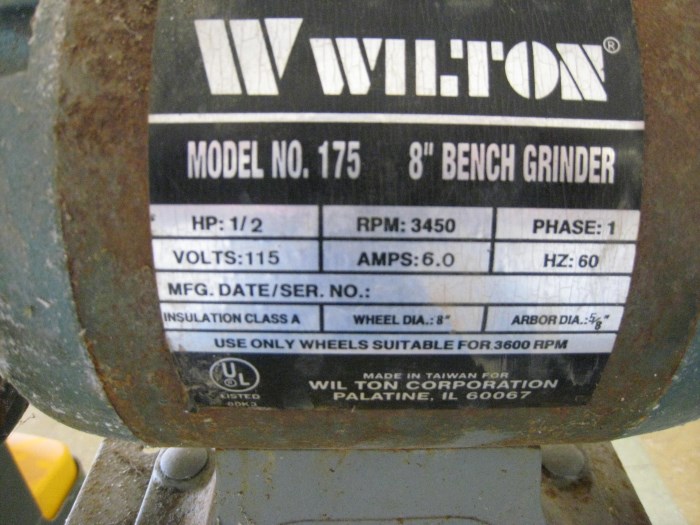 W WILTON®
MODEL NO. 175 8" BENCH GRINDER
HP: 1/2 RPM: 3450 PHASE: 1
VOLTS:115 AMPS:6.0 HZ: 60
MFG. DATE/SER. NO.:
INSULATION CLASS A WHEEL DIA.: 8" ARBOR DIA.: 5/8"
USE ONLY WHEELS SUITABLE FOR 3600 RPM
UL
LISTED
MADE IN TAIWAN FOR
WIL TON CORPORATION
PALATINE, IL 60067